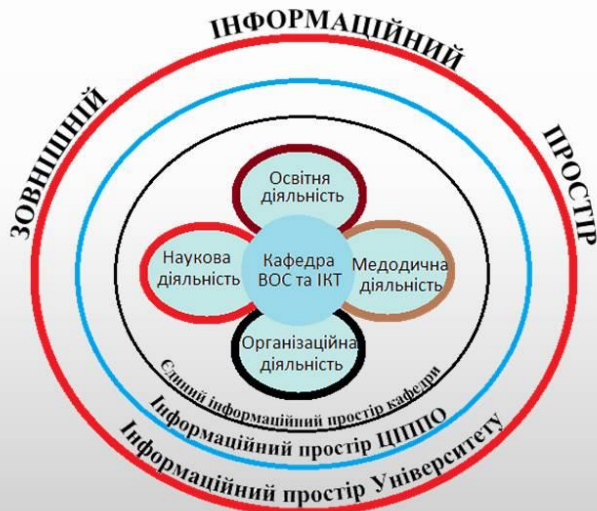 ЗОВНІШНІЙ
ІНФОРМАЦІЙНИЙ
ПРОСТІР
Освітня
діяльність
Наукова
діяльність
Кафедра
ВОС та ІКТ
Медодична
діяльність
Організаційна
діяльність
Єдиний інформаційний простір кафедри
Інформаційний простір ЦІППО
Інформаційний простір Університету